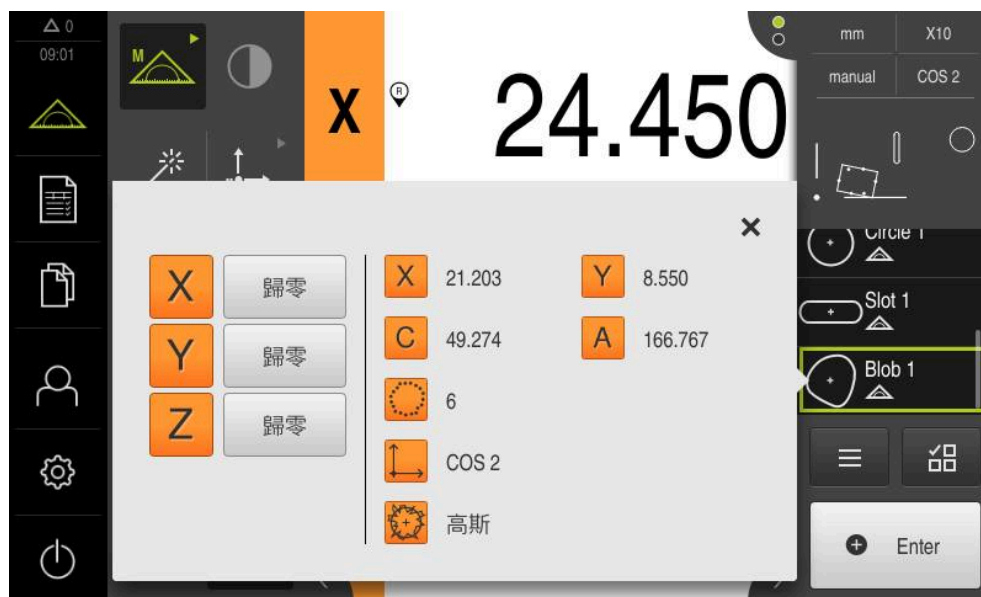 0
09:01
M
X
R
24.450
mm X10
manual COS 2
X 歸零
Y 歸零
Z 歸零
X 21.203 Y 8.550
C 49.274 A 166.767
6
COS 2
高斯
Circle 1
Slot 1
Blob 1
Enter